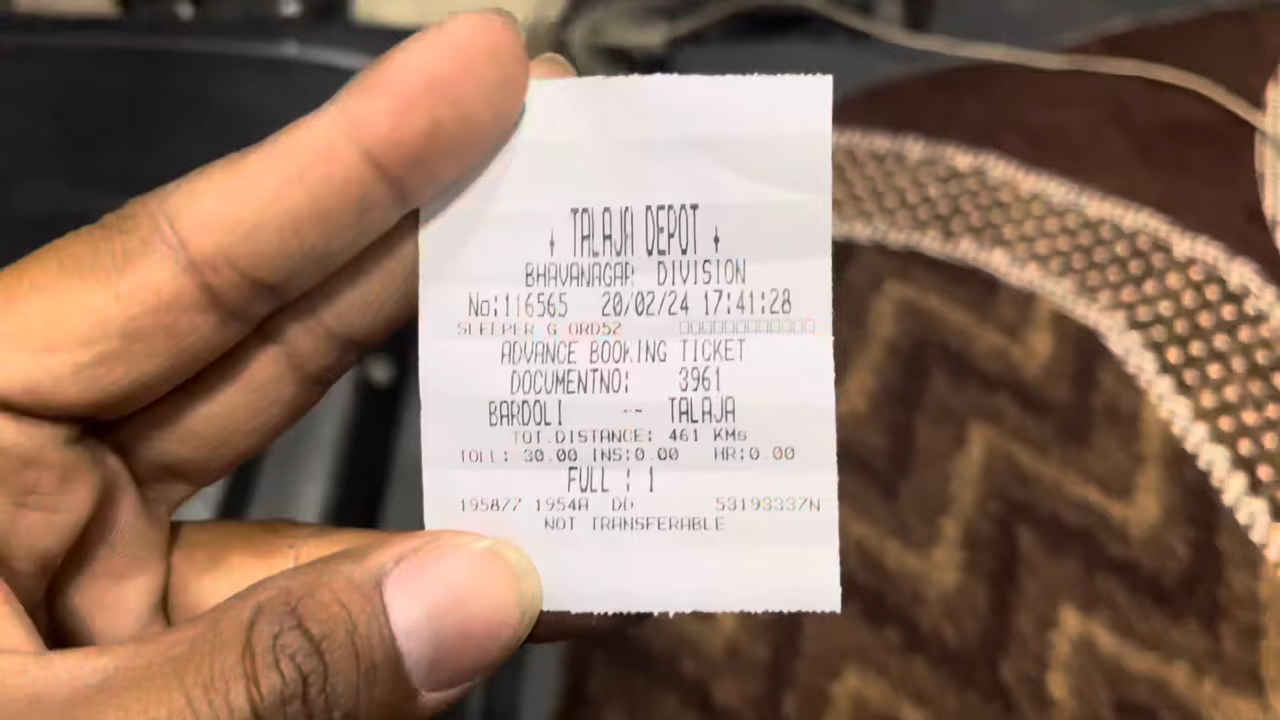 TALAJA DEPOT
BHAVANAGAR DIVISION
No:116565 20/02/24 17:41:28
SLEEPER G ORD52
ADVANCE BOOKING TICKET
DOCUMENTNO: 3961
BARDOLI -- TALAJA
TOT.DISTANCE: 461 KMs
TOLL: 30.00 INS:0.00 HR:0.00
FULL : 1
195877 1954A DD 53193337N
NOT TRANSFERABLE